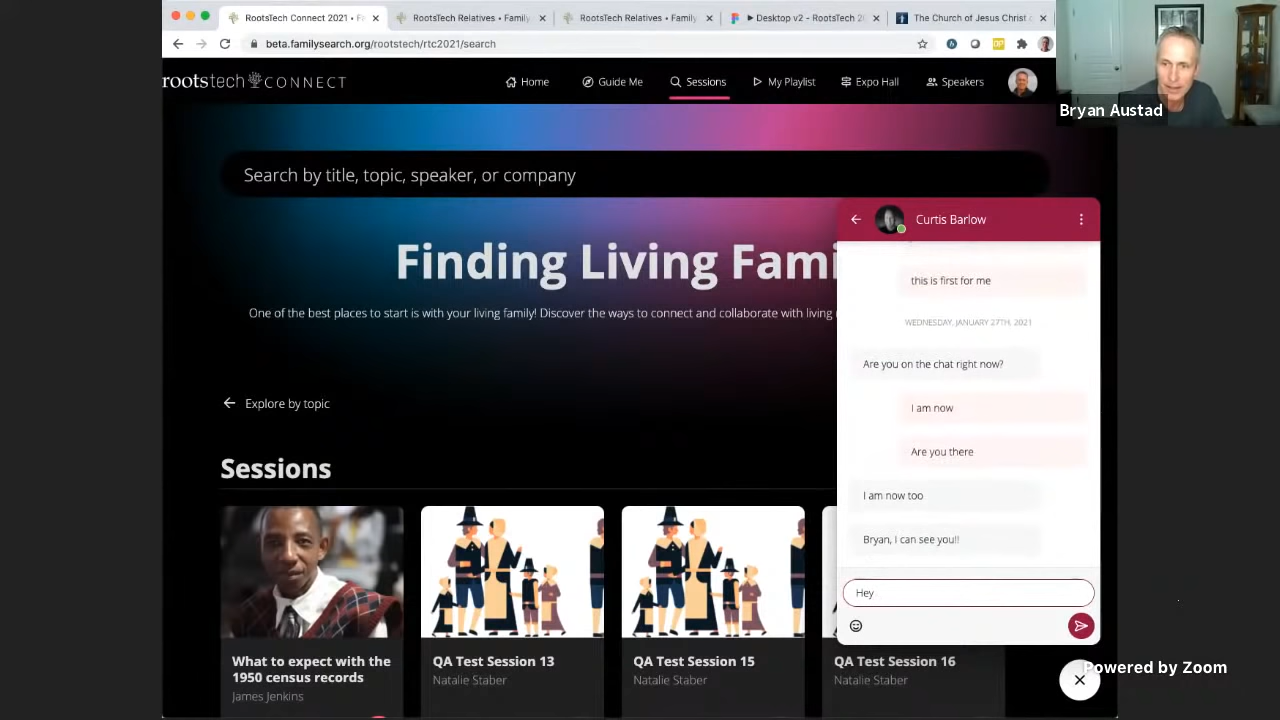 RootsTech Connect 2021 • F
RootsTech Relatives • Family
RootsTech Relatives • Family
Desktop v2 - RootsTech 20
The Church of Jesus Christ o
beta.familysearch.org/rootstech/rtc2021/search
DP
rootstech CONNECT
Home
Guide Me
Sessions
My Playlist
Expo Hall
Speakers
Bryan Austad
Search by title, topic, speaker, or company
Finding Living Fami
One of the best places to start is with your living family! Discover the ways to connect and collaborate with living
Explore by topic
Sessions
What to expect with the
1950 census records
James Jenkins
QA Test Session 13
Natalie Staber
QA Test Session 15
Natalie Staber
QA Test Session 16
Natalie Staber
Curtis Barlow
this is first for me
WEDNESDAY, JANUARY 27TH, 2021
Are you on the chat right now?
I am now
Are you there
I am now too
Bryan, I can see you!!
Hey
Powered by Zoom